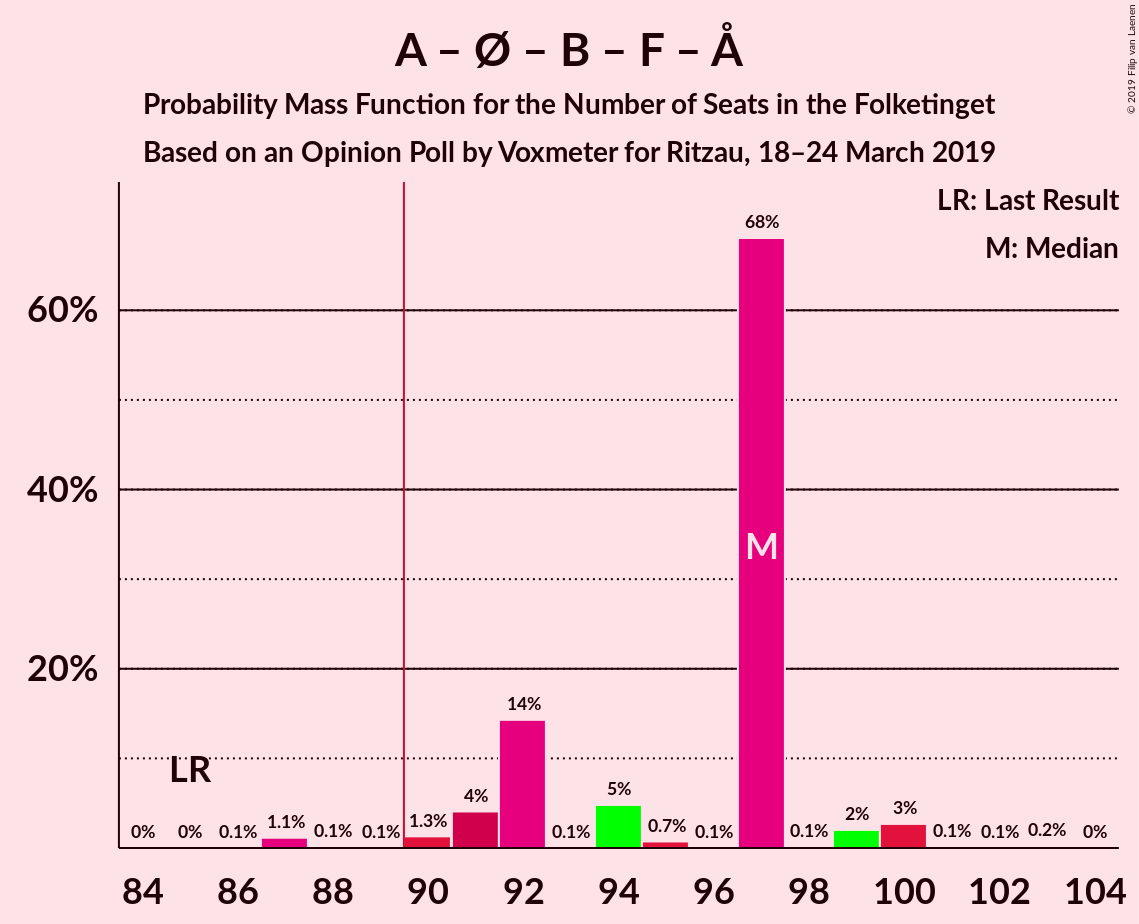 A – Ø – B – F – Å
Probability Mass Function for the Number of Seats in the Folketinget
Based on an Opinion Poll by Voxmeter for Ritzau, 18–24 March 2019
© 2019 Filip van Laenen
LR: Last Result
M: Median
68%
60%
M
40%
20%
14%
LR
5%
4%
3%
2%
0% 0% 0.1% 1.1% 0.1% 0.1% 1.3% 0.1% 0.7% 0.1% 0.1% 0.1% 0.1% 0.2% 0%
84 86 88 90 92 94 96 98 100 102 104